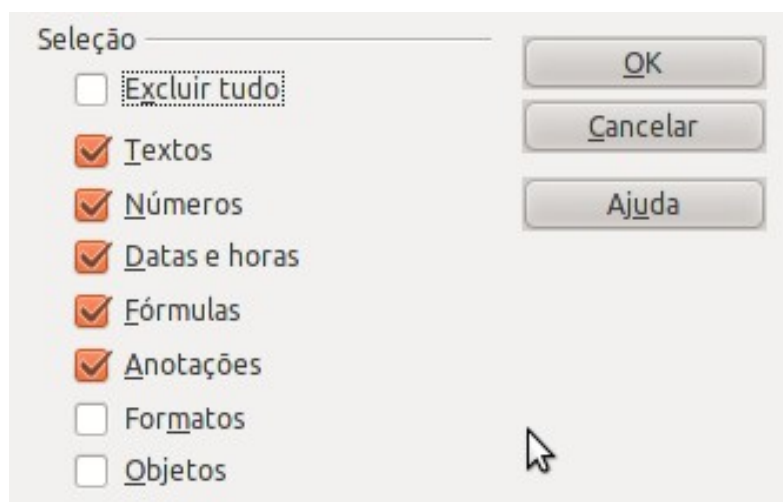 Seleção
Excluir tudo
Textos
Números
Datas e horas
Fórmulas
Anotações
Formatos
Objetos
OK
Cancelar
Ajuda